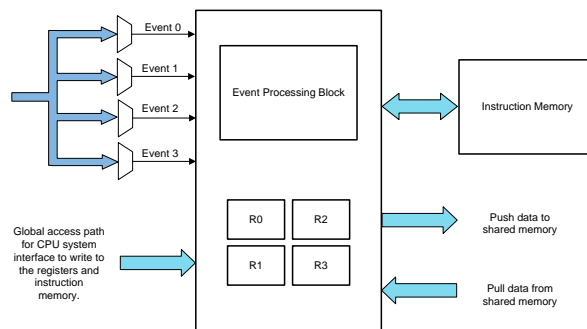 Event 0
Event 1
Event 2
Event 3
Event Processing Block
Instruction Memory
R0
R2
R1
R3
Global access path
for CPU system
interface to write to
the registers and
instruction
memory.
Push data to
shared memory
Pull data from
shared memory